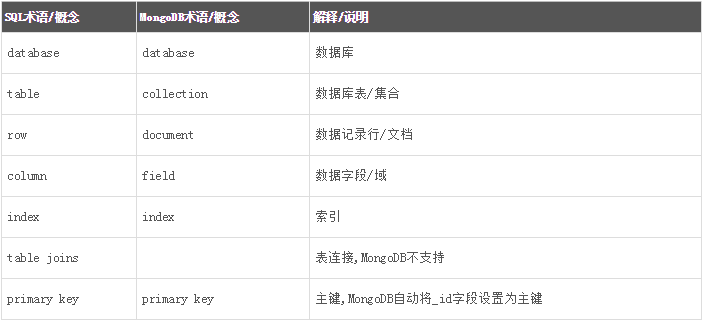 SQL术语/概念 MongoDB术语/概念 解释/说明
database database 数据库
table collection 数据库表/集合
row document 数据记录行/文档
column field 数据字段/域
index index 索引
table joins 表连接,MongoDB不支持
primary key primary key 主键,MongoDB自动将_id字段设置为主键